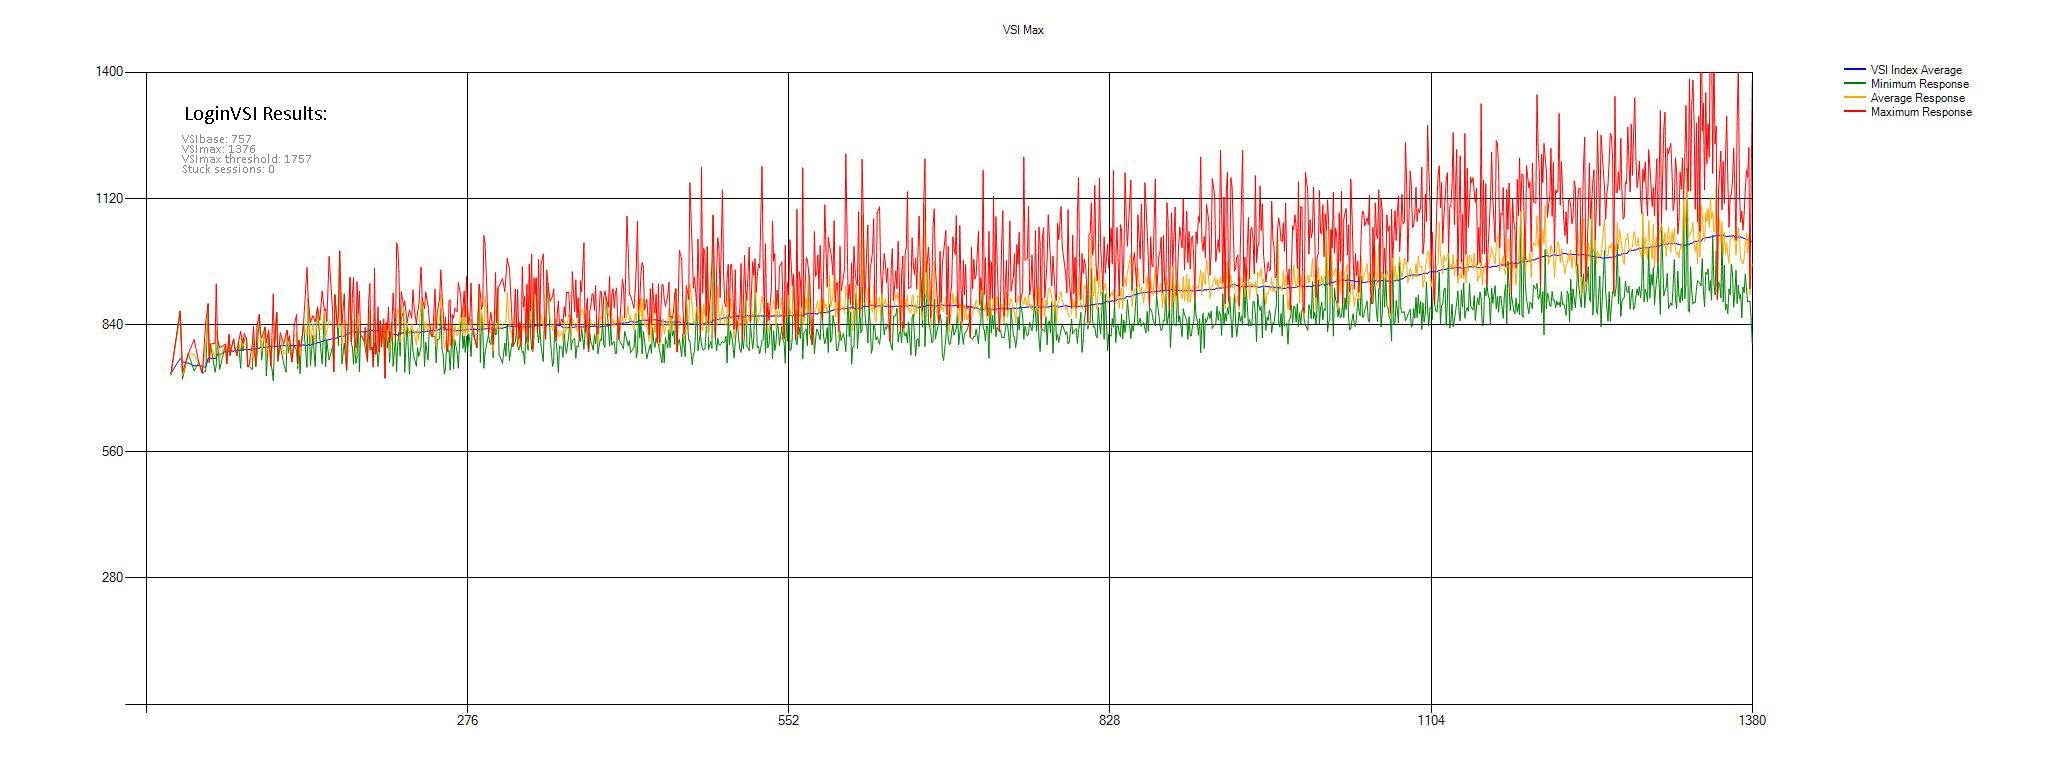 VSI Max
1400
1120
840
560
280
276
552
828
1104
1380
LoginVSI Results:
VSIbase: 757
VSImax: 1376
VSImax threshold: 1757
Stuck sessions: 0
VSI Index Average
Minimum Response
Average Response
Maximum Response